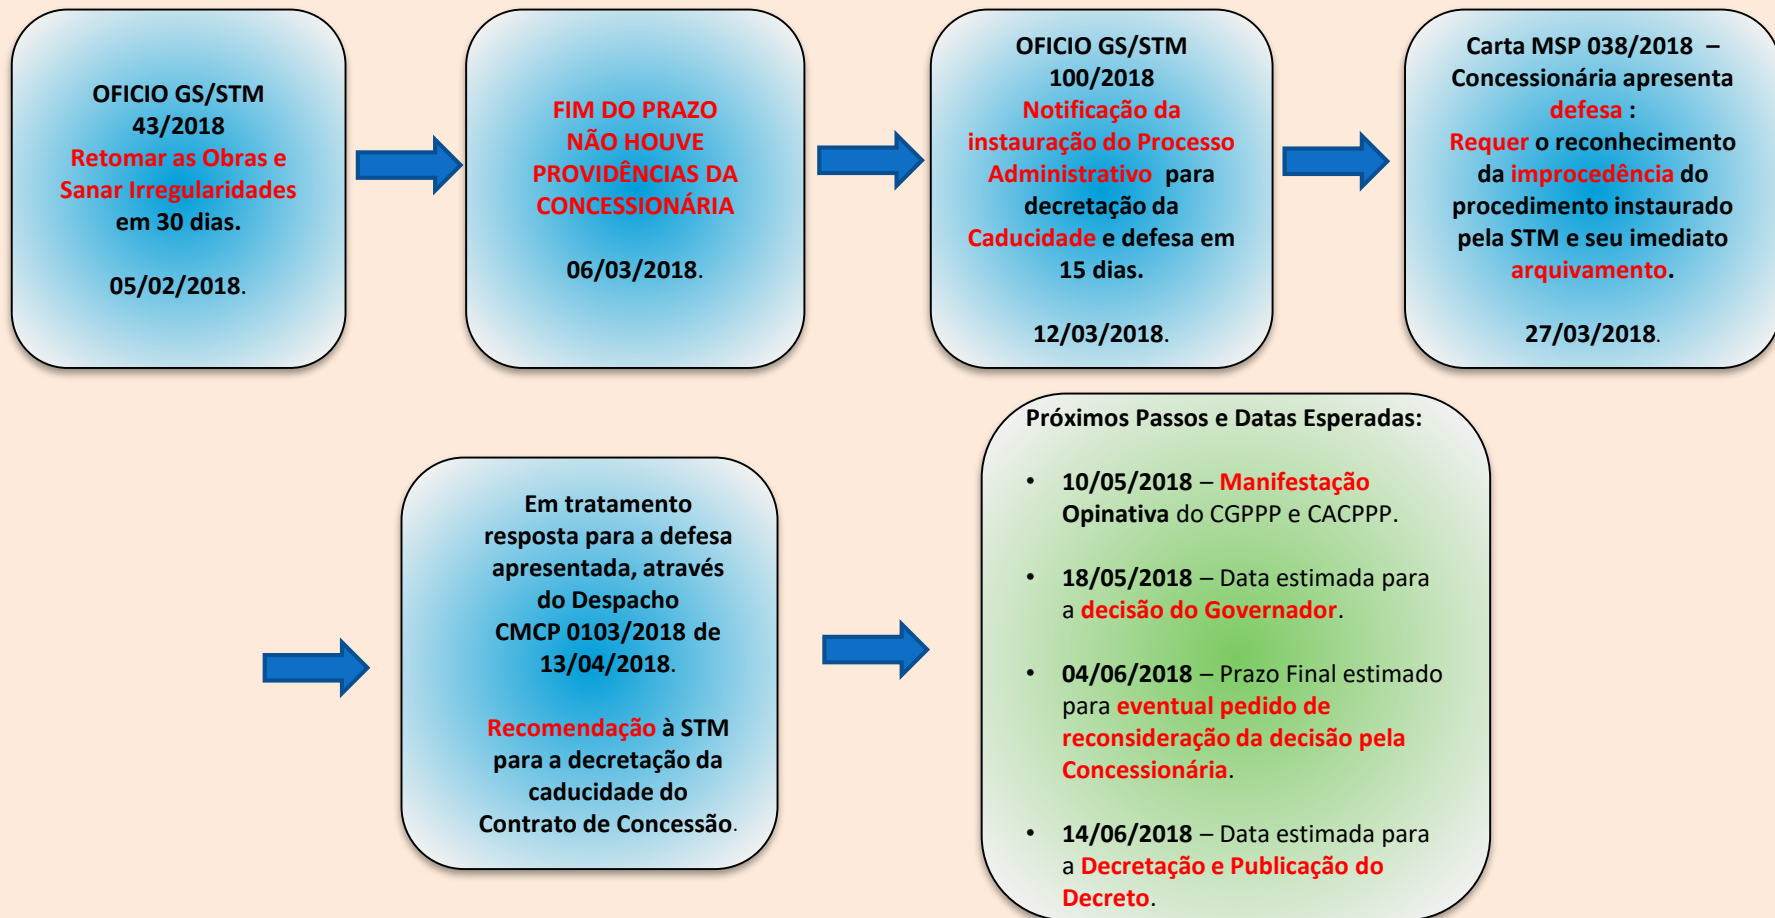 OFICIO GS/STM
43/2018
Retomar as Obras e
Sanar Irregularidades
em 30 dias.
05/02/2018.
FIM DO PRAZO
NÃO HOUVE
PROVIDÊNCIAS DA
CONCESSIONÁRIA
06/03/2018.
OFICIO GS/STM
100/2018
Notificação da
instauração do Processo
Administrativo para
decretação da
Caducidade e defesa em
15 dias.
12/03/2018.
Carta MSP 038/2018 –
Concessionária apresenta
defesa :
Requer o reconhecimento
da improcedência do
procedimento instaurado
pela STM e seu imediato
arquivamento.
27/03/2018.
Em tratamento
resposta para a defesa
apresentada, através
do Despacho
CMCP 0103/2018 de
13/04/2018.
Recomendação à STM
para a decretação da
caducidade do
Contrato de Concessão.
Próximos Passos e Datas Esperadas:
• 10/05/2018 – Manifestação
Opinativa do CGPPP e CACPPP.
• 18/05/2018 – Data estimada para
a decisão do Governador.
• 04/06/2018 – Prazo Final estimado
para eventual pedido de
reconsideração da decisão pela
Concessionária.
• 14/06/2018 – Data estimada para
a Decretação e Publicação do
Decreto.